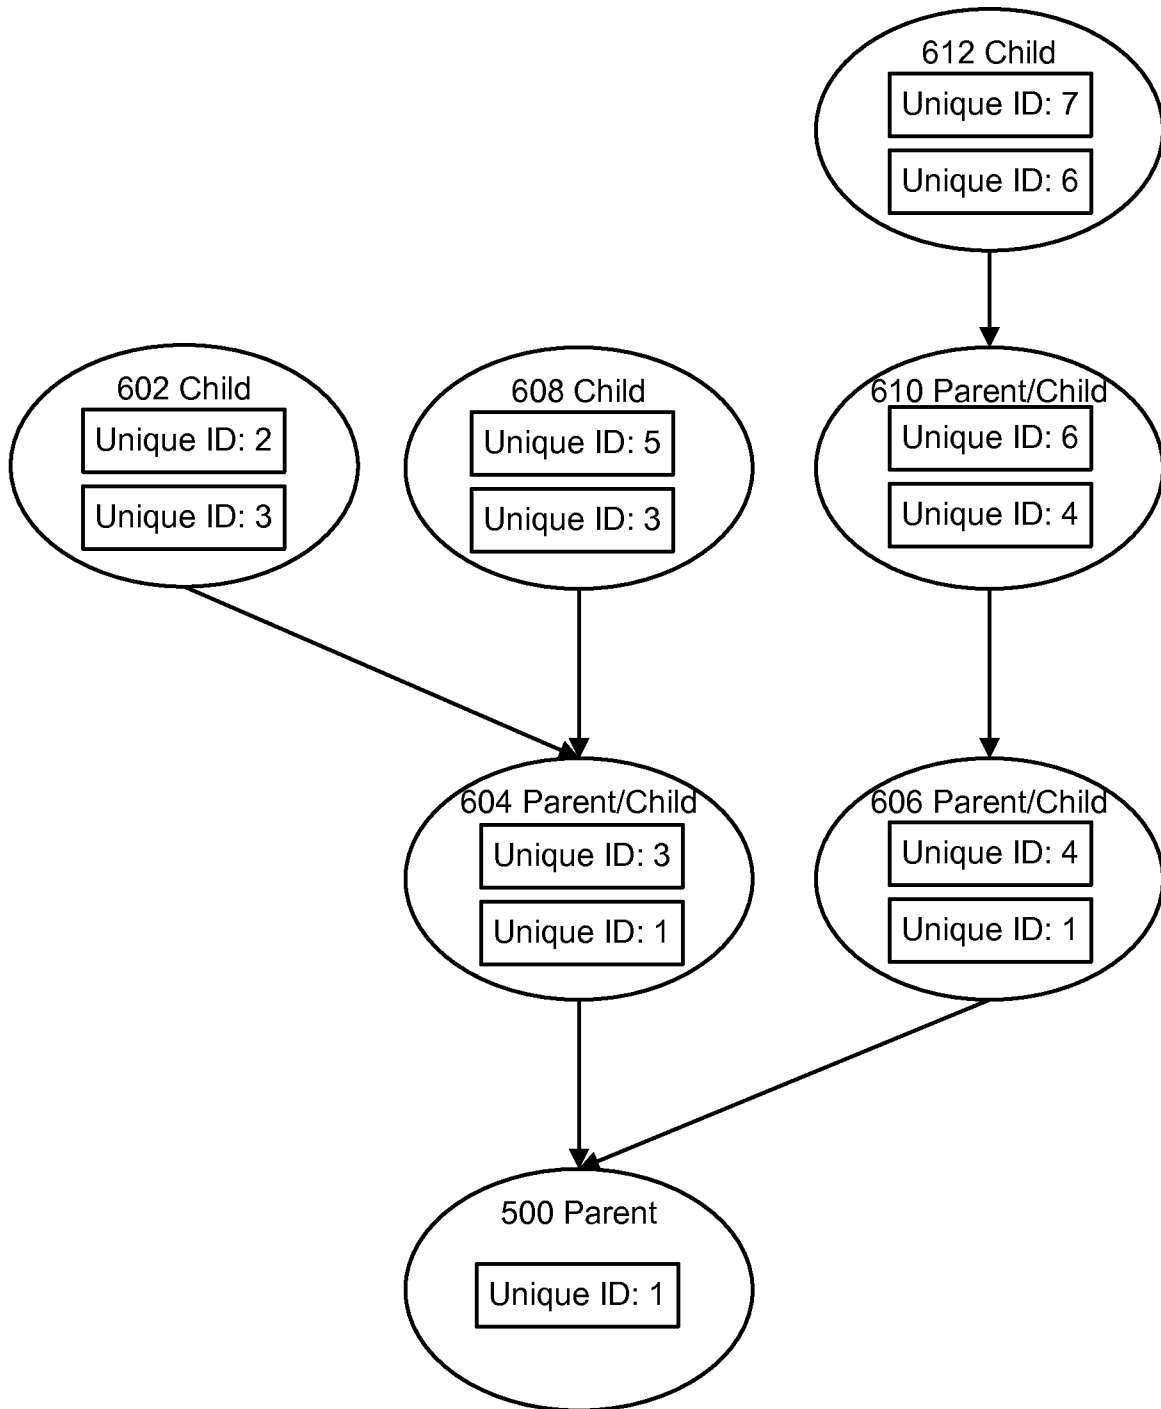 612 Child
Unique ID: 7
Unique ID: 6
602 Child
Unique ID: 2
Unique ID: 3
608 Child
Unique ID: 5
Unique ID: 3
610 Parent/Child
Unique ID: 6
Unique ID: 4
604 Parent/Child
Unique ID: 3
Unique ID: 1
606 Parent/Child
Unique ID: 4
Unique ID: 1
500 Parent
Unique ID: 1